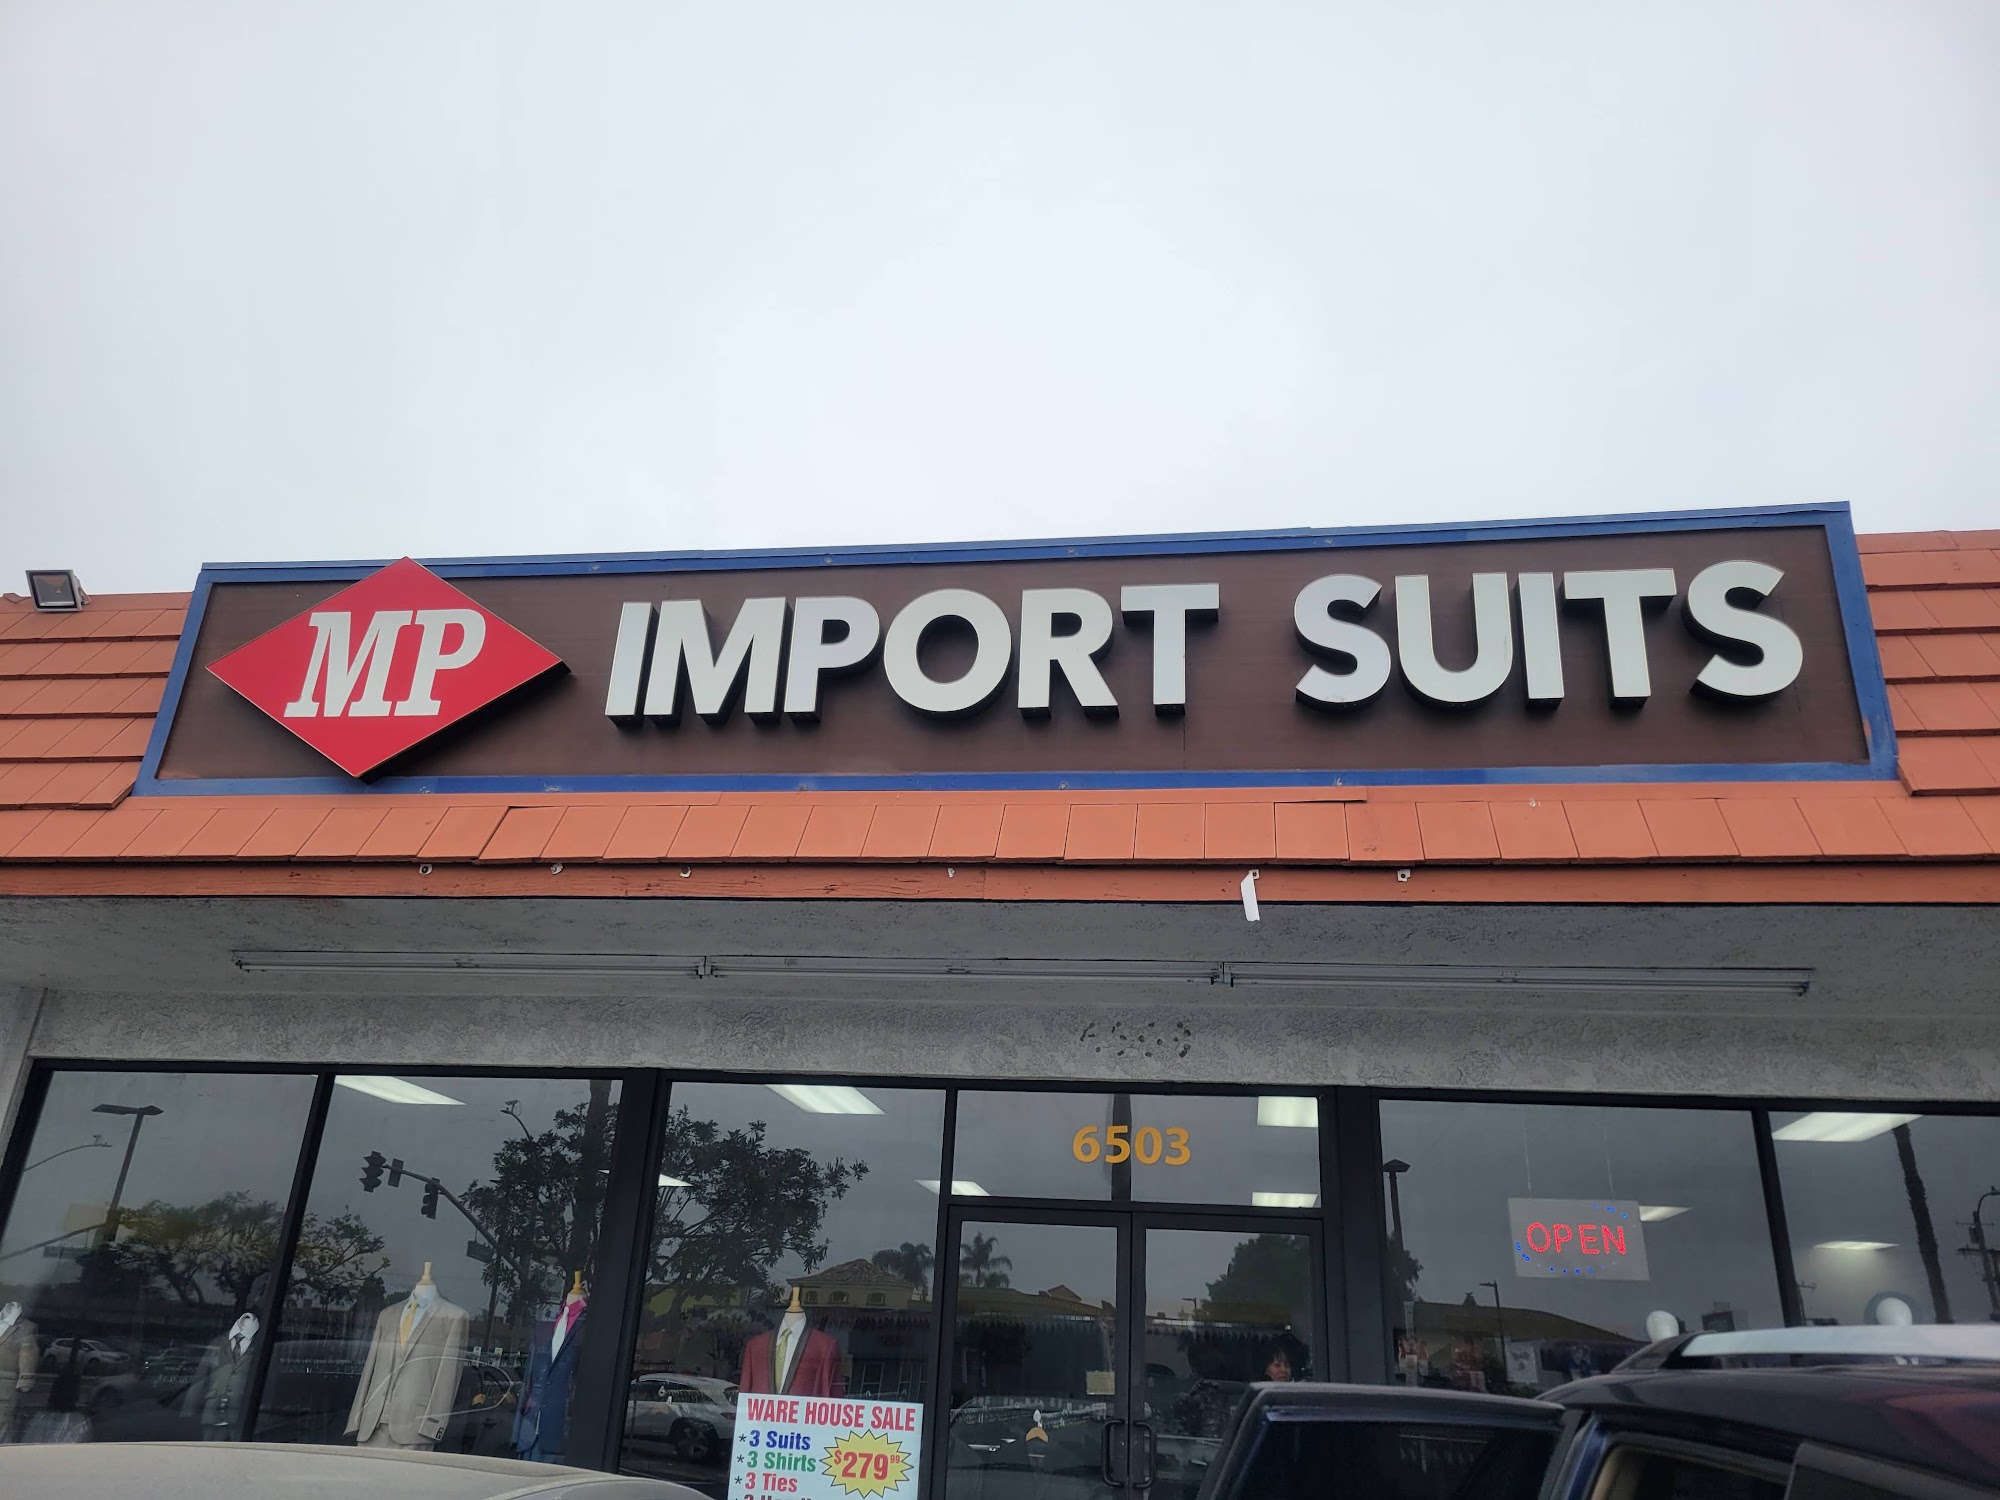 MP IMPORT SUITS
6503
OPEN
WARE HOUSE SALE
*3 Suits
*3 Shirts
*3 Ties
$279.99